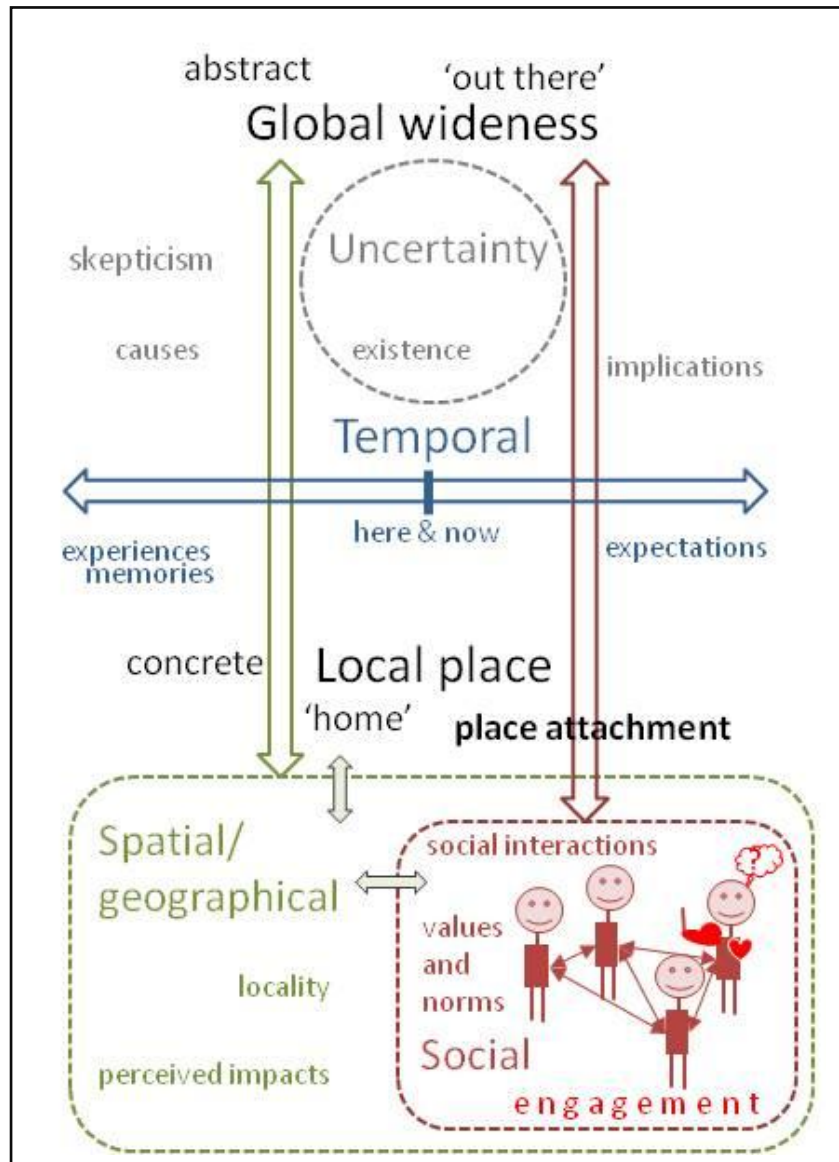 abstract
‘out there’
Global wideness
Uncertainty
skepticism
causes
existence
implications
Temporal
here & now
experiences
memories
expectations
concrete
Local place
‘home’
place attachment
Spatial/
geographical
social interactions
?
values
and
norms
locality
Social
perceived impacts
engagement